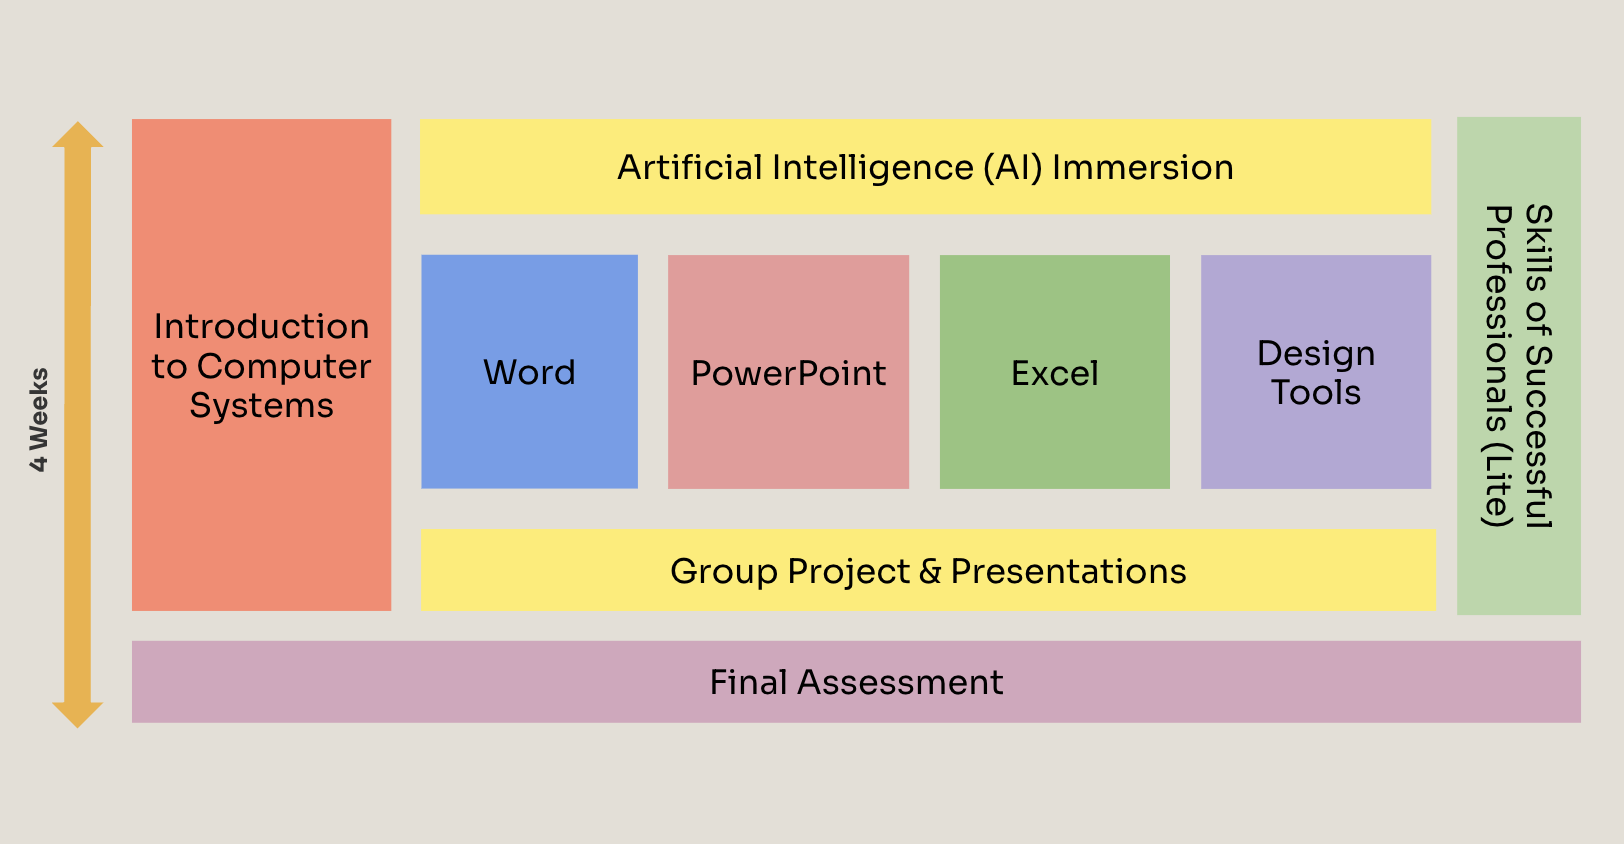 4 Weeks
Introduction
to Computer
Systems
Artificial Intelligence (AI) Immersion
Word
PowerPoint
Excel
Design
Tools
Group Project & Presentations
Skills of Successful
Professionals (Lite)
Final Assessment